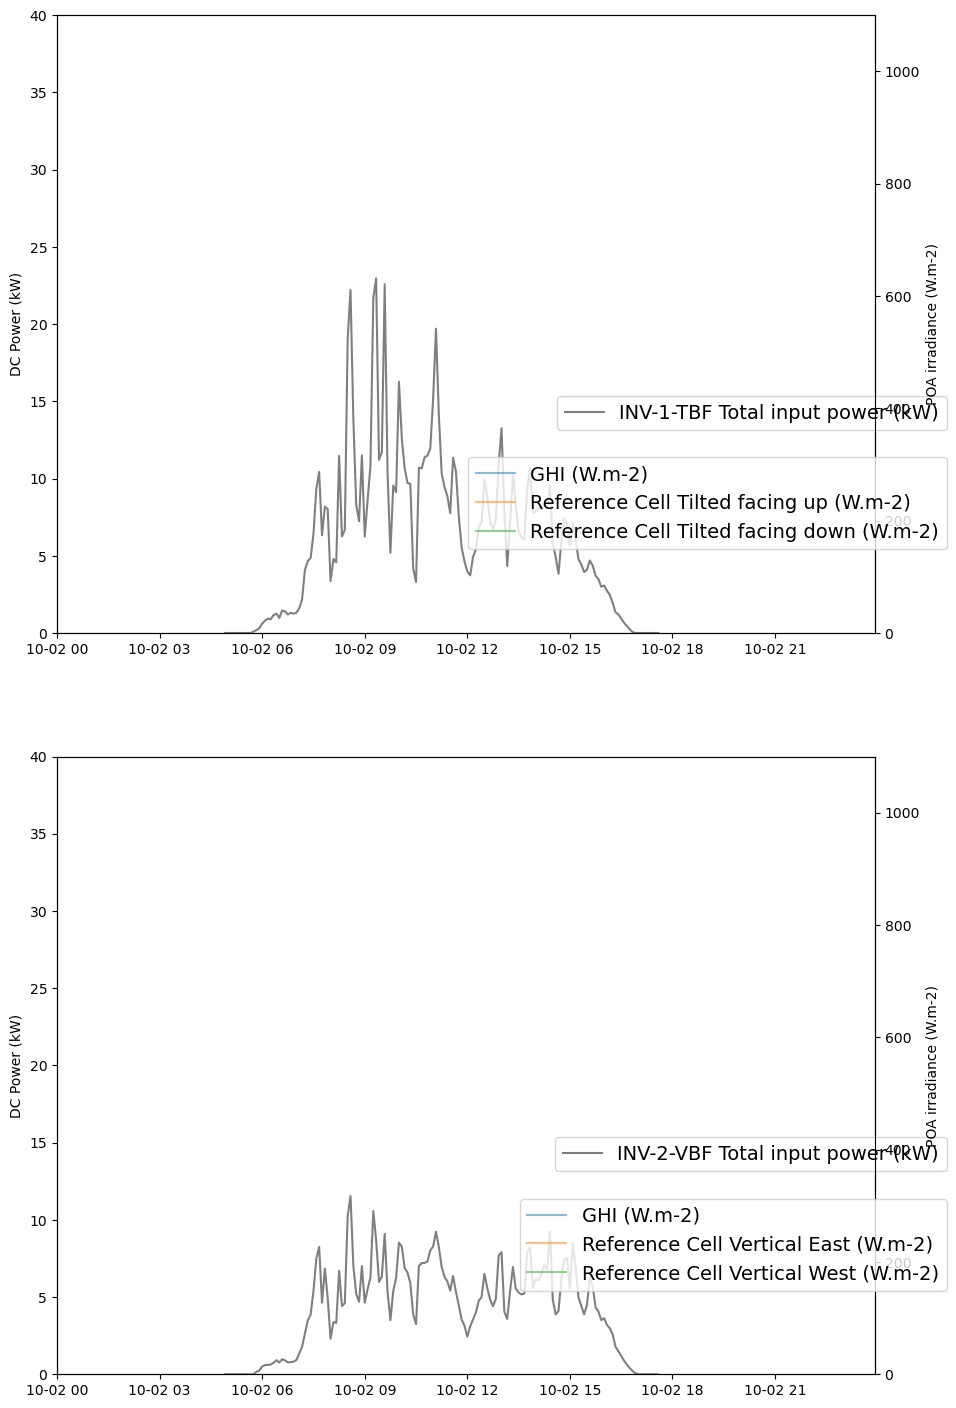 40
35
30
25
20
15
10
5
0
DC Power (kW)
1000
800
600
400
200
0
POA irradiance (W.m-2)
INV-1-TBF Total input power (kW)
GHI (W.m-2)
Reference Cell Tilted facing up (W.m-2)
Reference Cell Tilted facing down (W.m-2)
10-02 00 10-02 03 10-02 06 10-02 09 10-02 12 10-02 15 10-02 18 10-02 21
40
35
30
25
20
15
10
5
0
DC Power (kW)
1000
800
600
400
200
0
POA irradiance (W.m-2)
INV-2-VBF Total input power (kW)
GHI (W.m-2)
Reference Cell Vertical East (W.m-2)
Reference Cell Vertical West (W.m-2)
10-02 00 10-02 03 10-02 06 10-02 09 10-02 12 10-02 15 10-02 18 10-02 21